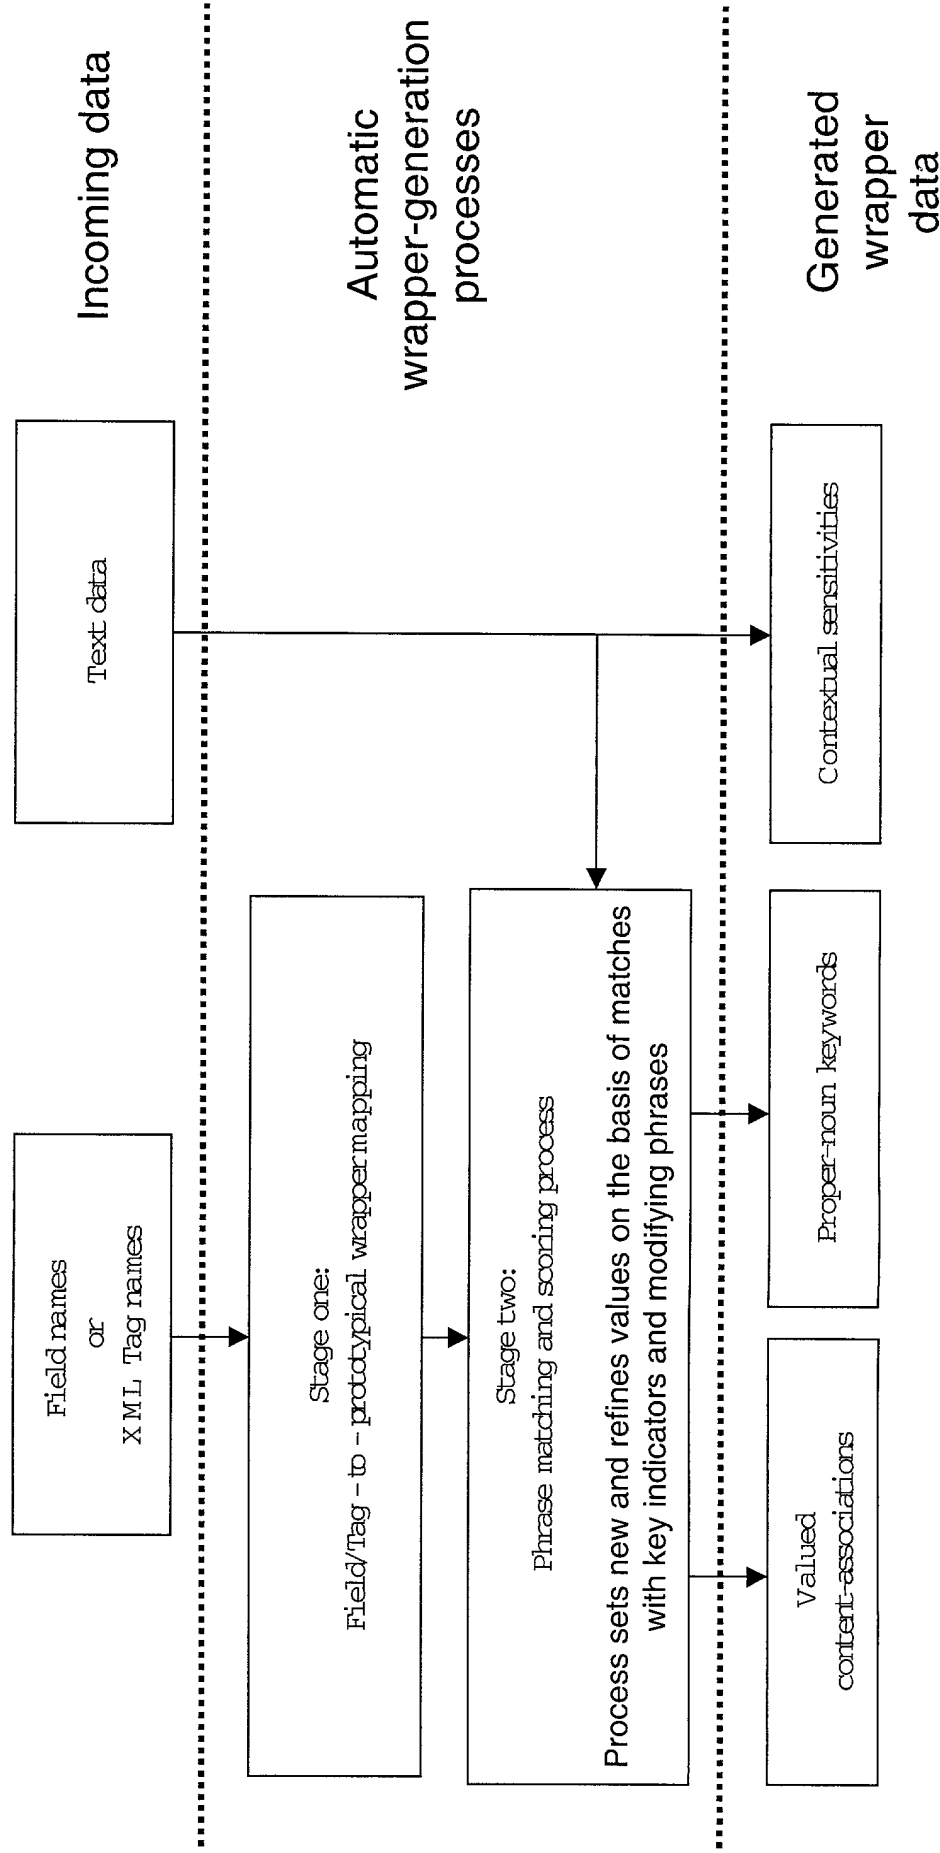 Incoming data
Field names
or
XML Tag names
Text data
Automatic
wrapper-generation
processes
Stage one:
Field/Tag - to - prototypical wrapper mapping
Stage two:
Phrase matching and scoring process
Process sets new and refines values on the basis of matches
with key indicators and modifying phrases
Generated
wrapper
data
Valued
content-associations
Proper-noun keywords
Contextual sensitivities